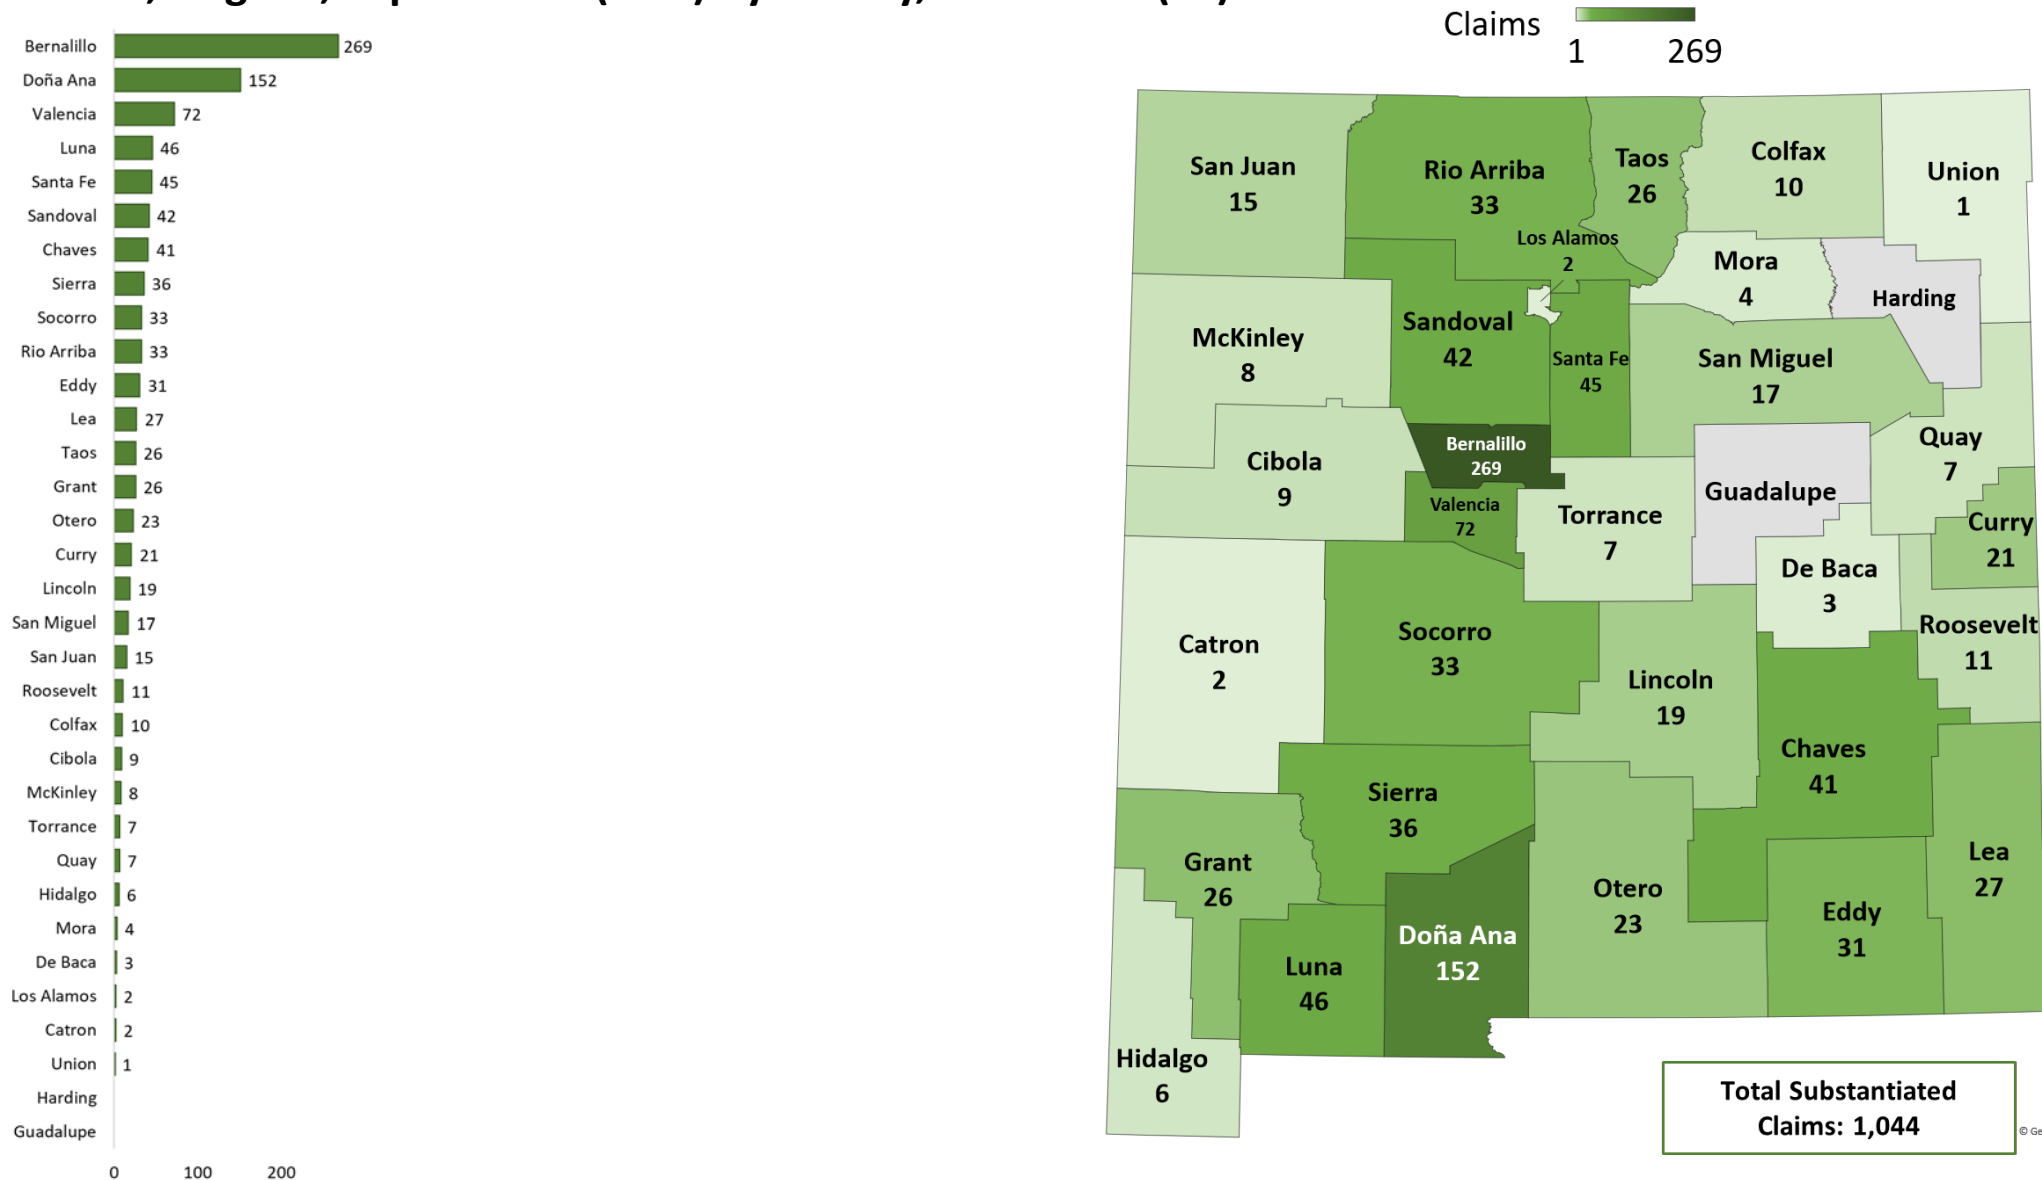 Bernalillo 269
Doña Ana 152
Valencia 72
Luna 46
Santa Fe 45
Sandoval 42
Chaves 41
Sierra 36
Socorro 33
Rio Arriba 33
Eddy 31
Lea 27
Taos 26
Grant 26
Otero 23
Curry 21
Lincoln 19
San Miguel 17
San Juan 15
Roosevelt 11
Colfax 10
Cibola 9
McKinley 8
Torrance 7
Quay 7
Hidalgo 6
Mora 4
De Baca 3
Los Alamos 2
Catron 2
Union 1
Harding
Guadalupe
0 100 200
Claims
1 269
San Juan
15
Rio Arriba
33
Taos
26
Colfax
10
Union
1
Los Alamos
2
Mora
4
Harding
McKinley
8
Sandoval
42
Santa Fe
45
San Miguel
17
Quay
7
Cibola
9
Bernalillo
269
Valencia
72
Torrance
7
Guadalupe
Curry
21
De Baca
3
Roosevelt
11
Catron
2
Socorro
33
Lincoln
19
Chaves
41
Sierra
36
Grant
26
Otero
23
Lea
27
Eddy
31
Doña Ana
152
Luna
46
Hidalgo
6
Total Substantiated
Claims: 1,044
© Ge